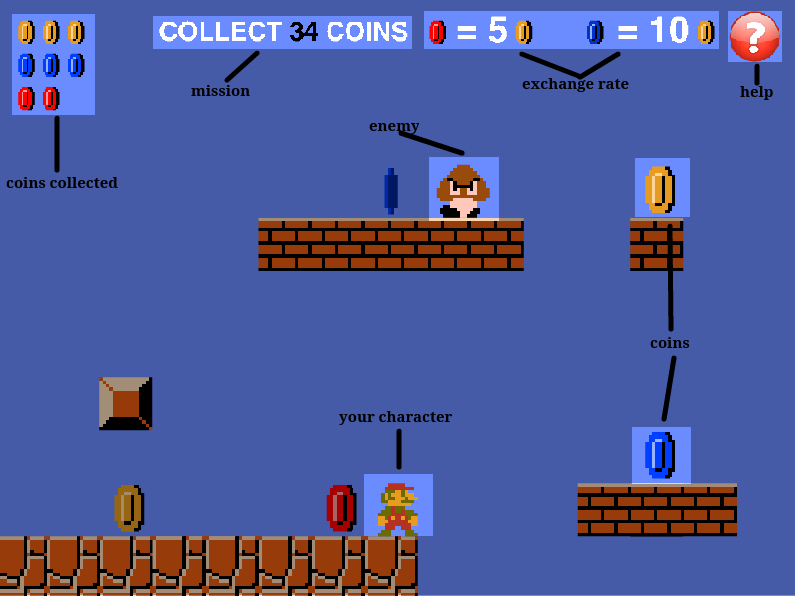 COLLECT 34 COINS
= 5
= 10
?
mission
exchange rate
help
enemy
coins collected
coins
your character